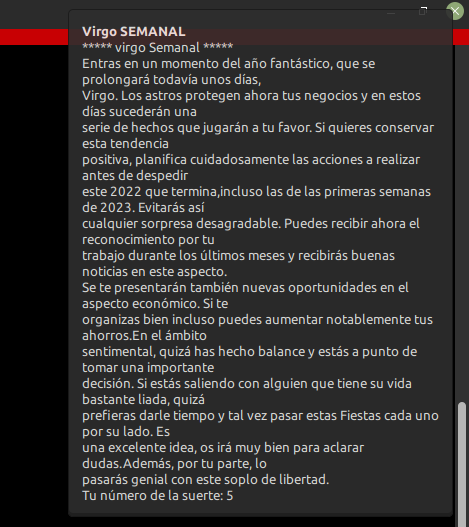 Virgo SEMANAL
***** virgo Semanal *****
Entras en un momento del año fantástico, que se
prolongará todavía unos días,
Virgo. Los astros protegen ahora tus negocios y en estos
días sucederán una
serie de hechos que jugarán a tu favor. Si quieres conservar
esta tendencia
positiva, planifica cuidadosamente las acciones a realizar
antes de despedir
este 2022 que termina,incluso las de las primeras semanas
de 2023. Evitarás así
cualquier sorpresa desagradable. Puedes recibir ahora el
reconocimiento por tu
trabajo durante los últimos meses y recibirás buenas
noticias en este aspecto.
Se te presentarán también nuevas oportunidades en el
aspecto económico. Si te
organizas bien incluso puedes aumentar notablemente tus
ahorros.En el ámbito
sentimental, quizá has hecho balance y estás a punto de
tomar una importante
decisión. Si estás saliendo con alguien que tiene su vida
bastante liada, quizá
prefieras darle tiempo y tal vez pasar estas Fiestas cada uno
por su lado. Es
una excelente idea, os irá muy bien para aclarar
dudas.Además, por tu parte, lo
pasarás genial con este soplo de libertad.
Tu número de la suerte: 5